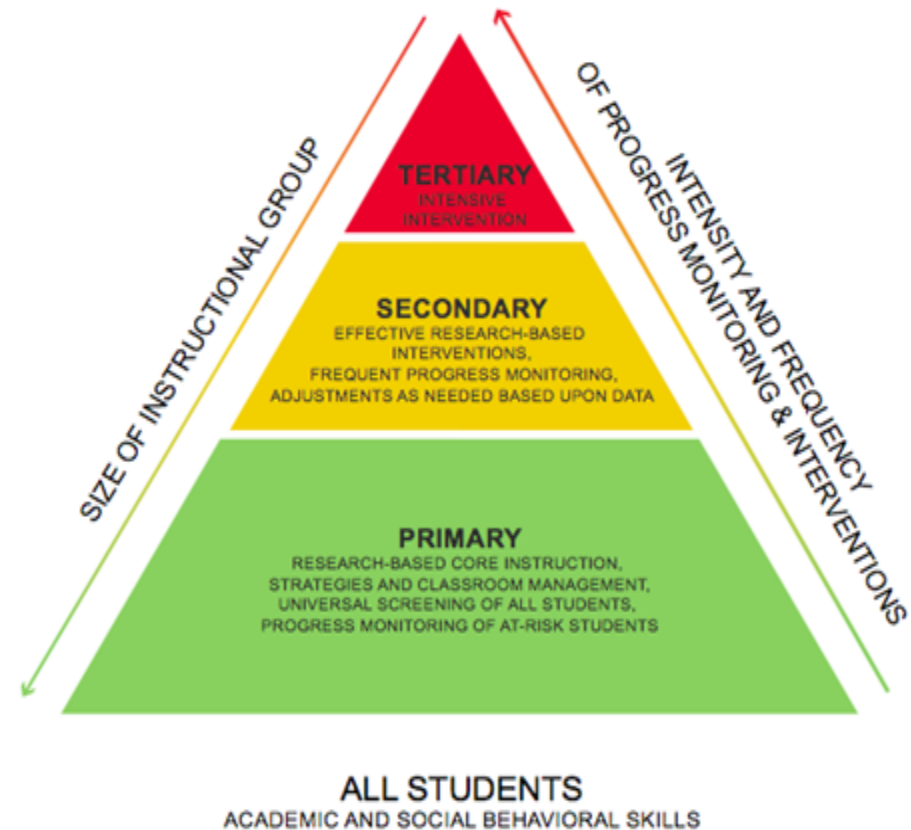 SIZE OF INSTRUCTIONAL GROUP
INTENSITY AND FREQUENCY
OF PROGRESS MONITORING & INTERVENTIONS
TERTIARY
INTENSIVE
INTERVENTION
SECONDARY
EFFECTIVE RESEARCH-BASED
INTERVENTIONS,
FREQUENT PROGRESS MONITORING,
ADJUSTMENTS AS NEEDED BASED UPON DATA
PRIMARY
RESEARCH-BASED CORE INSTRUCTION,
STRATEGIES AND CLASSROOM MANAGEMENT,
UNIVERSAL SCREENING OF ALL STUDENTS,
PROGRESS MONITORING OF AT-RISK STUDENTS
ALL STUDENTS
ACADEMIC AND SOCIAL BEHAVIORAL SKILLS